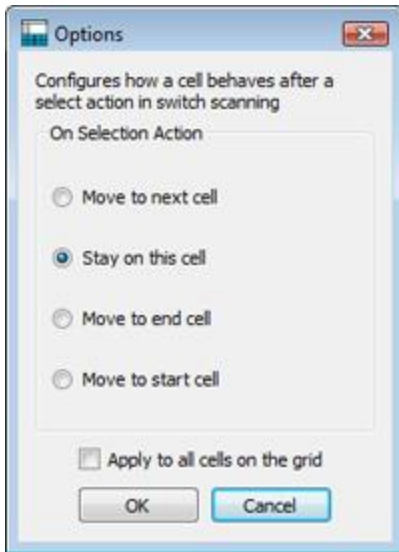 Options
Configures how a cell behaves after a
select action in switch scanning
On Selection Action
Move to next cell
Stay on this cell
Move to end cell
Move to start cell
Apply to all cells on the grid
OK Cancel